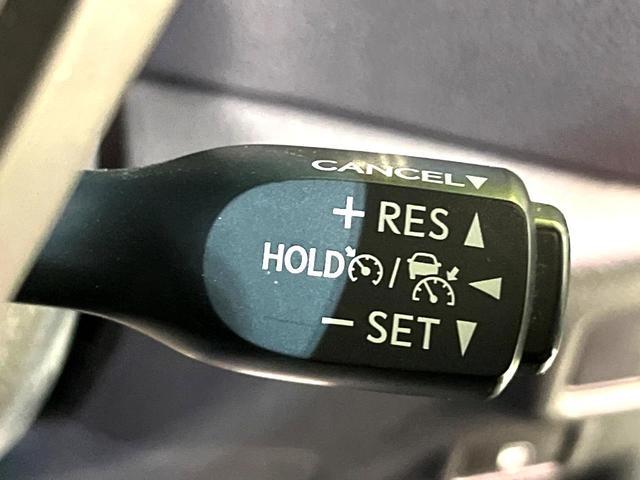 CANCEL▼
+ RES ▲
HOLD / ◀
− SET ▼